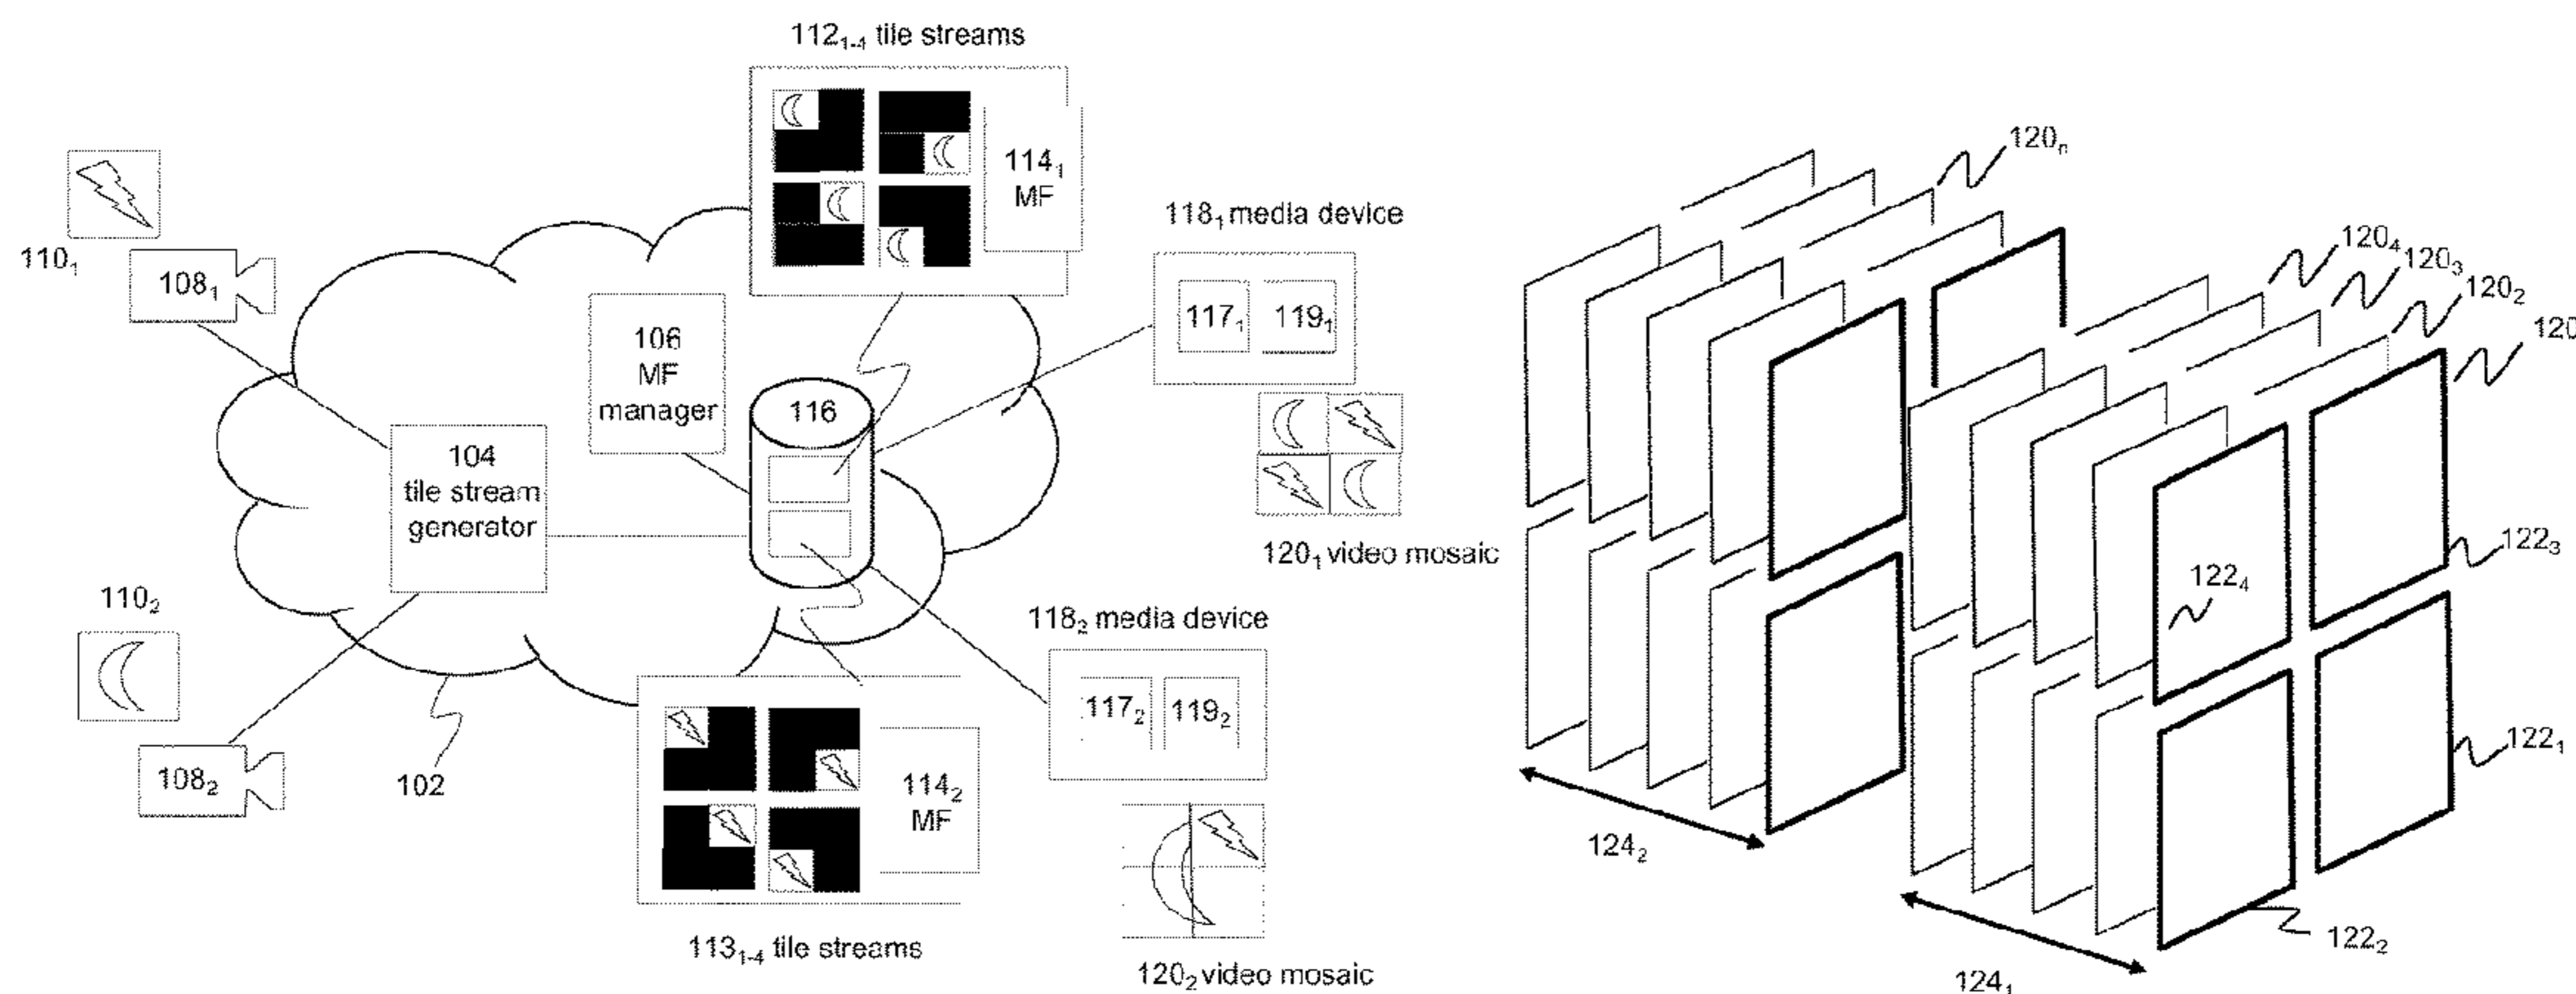 112₁₋₄ tile streams
114₁
MF
110₁
108₁
118₁ media device
117₁ 119₁
106
MF
manager
116
104
tile stream
generator
120₁ video mosaic
110₂
108₂
102
118₂ media device
117₂ 119₂
114₂
MF
113₁₋₄ tile streams
120₂ video mosaic
120ₙ
120₄
120₃
120₂
120
122₃
122₄
122₁
122₂
124₂
124₁